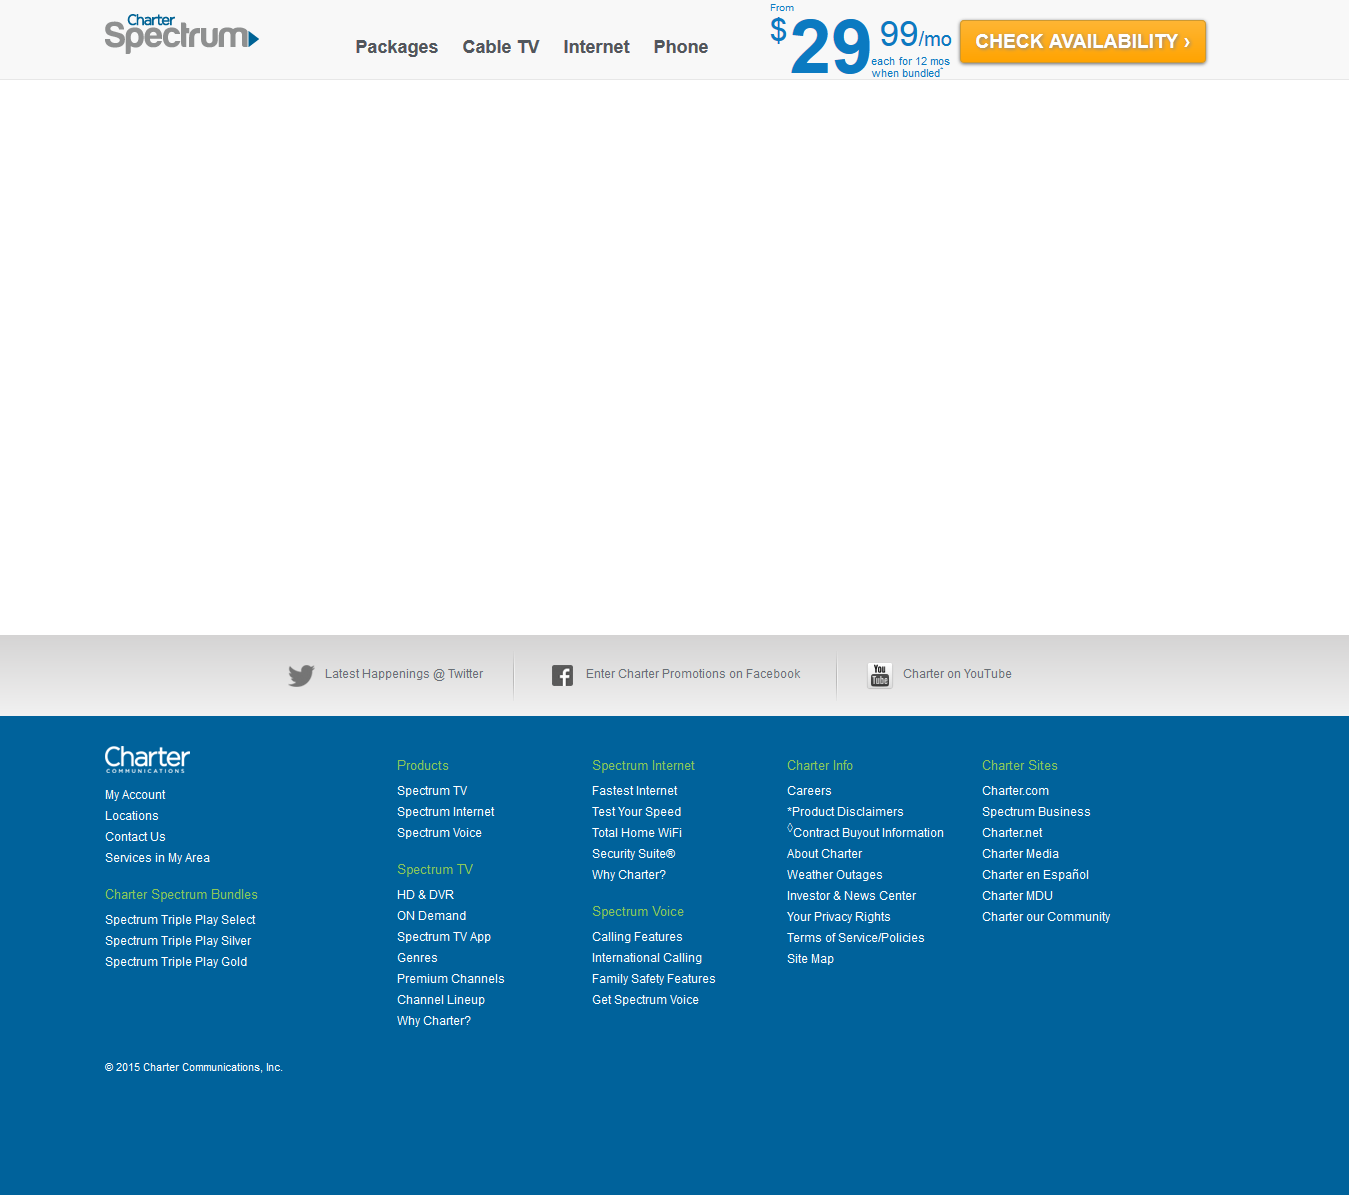 Charter
Spectrum
Packages Cable TV Internet Phone
From
$29 99/mo
each for 12 mos
when bundled^
CHECK AVAILABILITY ›
Latest Happenings @ Twitter
Enter Charter Promotions on Facebook
You
Tube
Charter on YouTube
Charter
COMMUNICATIONS
My Account
Locations
Contact Us
Services in My Area
Charter Spectrum Bundles
Spectrum Triple Play Select
Spectrum Triple Play Silver
Spectrum Triple Play Gold
Products
Spectrum TV
Spectrum Internet
Spectrum Voice
Spectrum TV
HD & DVR
ON Demand
Spectrum TV App
Genres
Premium Channels
Channel Lineup
Why Charter?
Spectrum Internet
Fastest Internet
Test Your Speed
Total Home WiFi
Security Suite®
Why Charter?
Spectrum Voice
Calling Features
International Calling
Family Safety Features
Get Spectrum Voice
Charter Info
Careers
*Product Disclaimers
◊Contract Buyout Information
About Charter
Weather Outages
Investor & News Center
Your Privacy Rights
Terms of Service/Policies
Site Map
Charter Sites
Charter.com
Spectrum Business
Charter.net
Charter Media
Charter en Español
Charter MDU
Charter our Community
© 2015 Charter Communications, Inc.